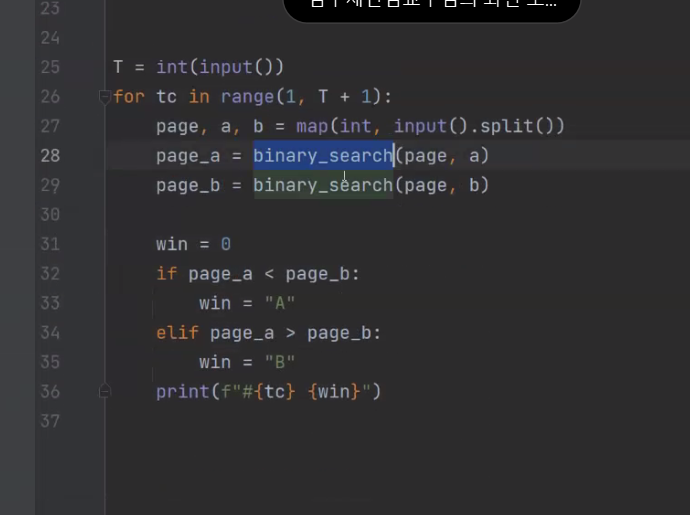 23
24
25 T = int(input())
26 for tc in range(1, T + 1):
27 page, a, b = map(int, input().split())
28 page_a = binary_search(page, a)
29 page_b = binary_search(page, b)
30
31 win = 0
32 if page_a < page_b:
33 win = "A"
34 elif page_a > page_b:
35 win = "B"
36 print(f"#{tc} {win}")
37